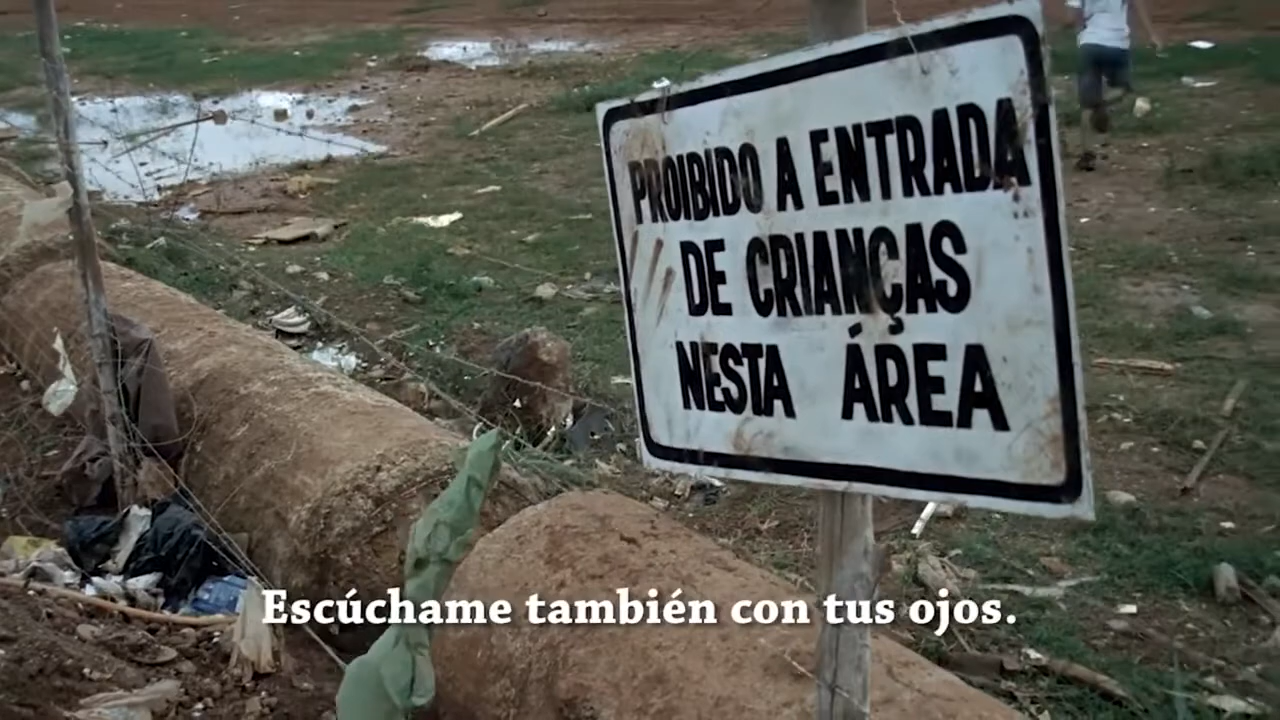 PROIBIDO A ENTRADA
DE CRIANÇAS
NESTA ÁREA
Escúchame también con tus ojos.